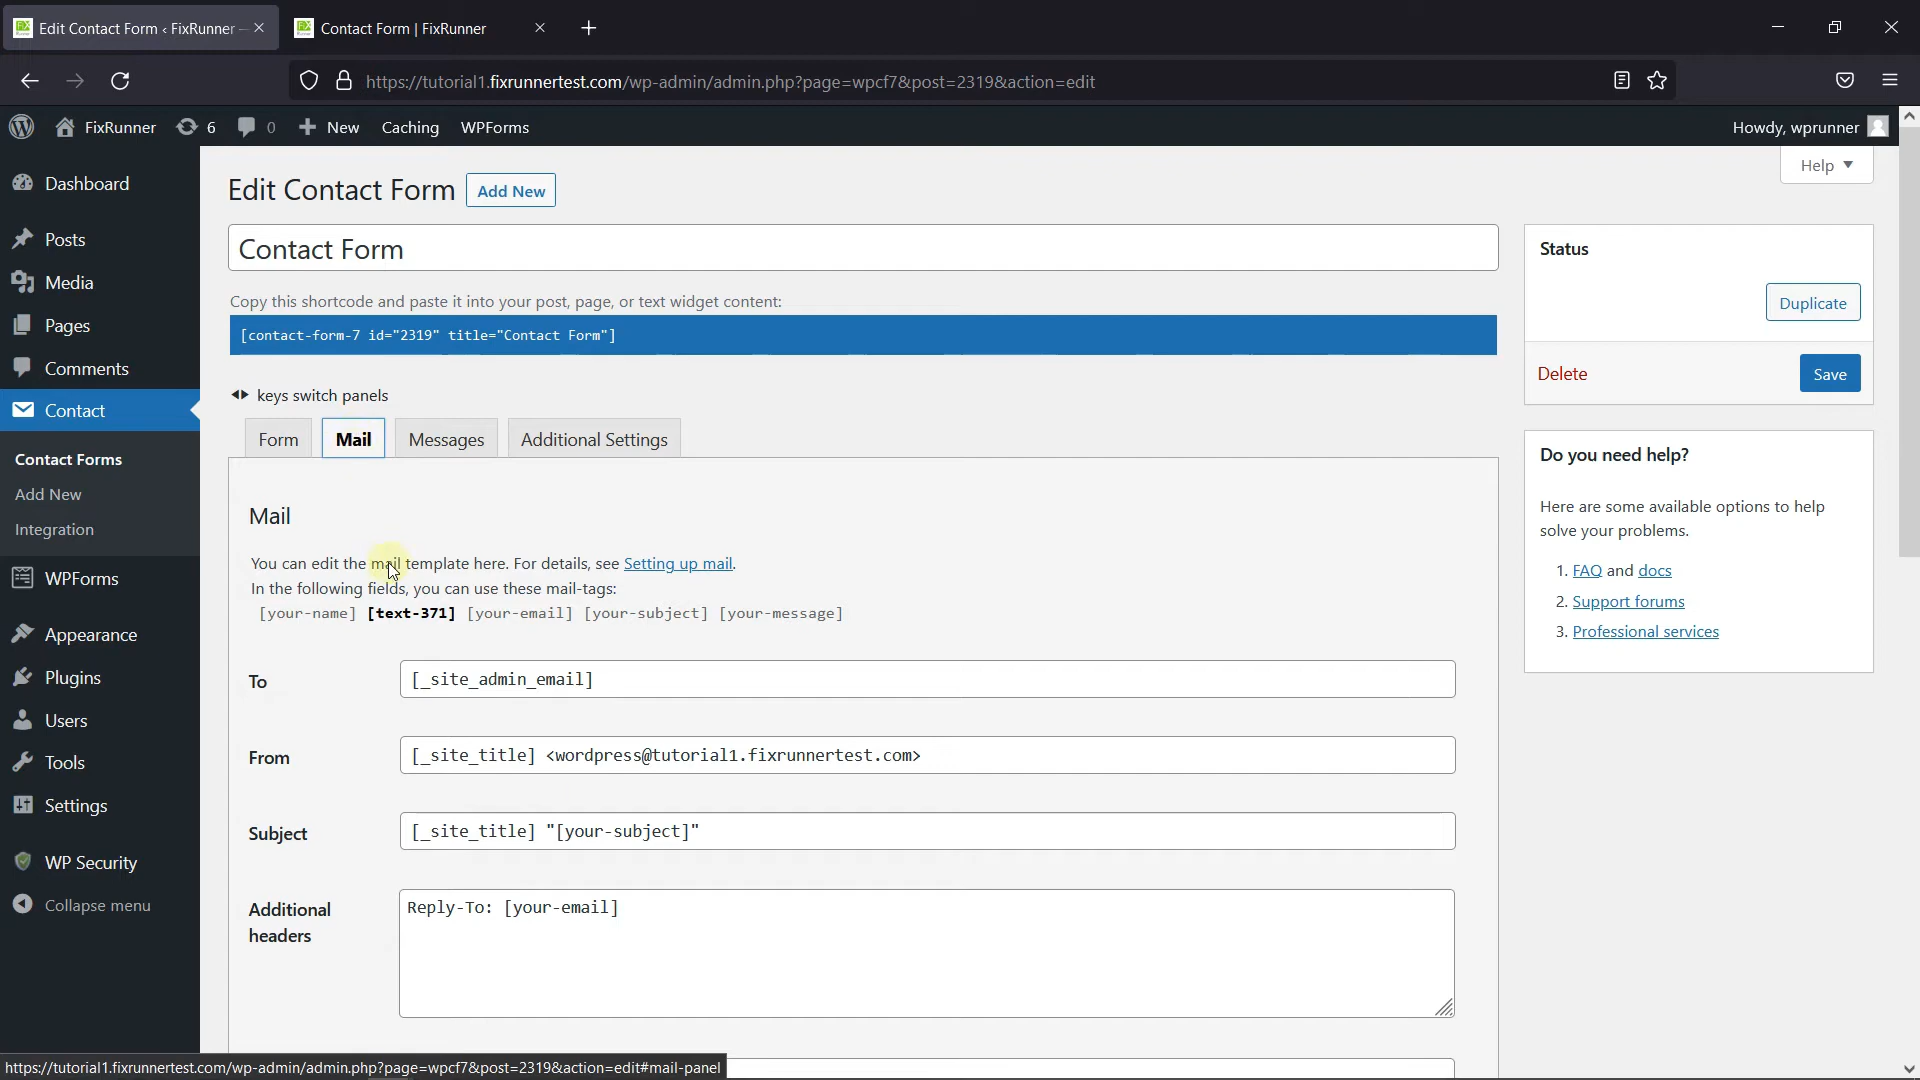 Edit Contact Form ‹ FixRunner —
Contact Form | FixRunner
https://tutorial1.fixrunnertest.com/wp-admin/admin.php?page=wpcf7&post=2319&action=edit
FixRunner
6
0
New
Caching
WPForms
Howdy, wprunner
Help
Dashboard
Posts
Media
Pages
Comments
Contact
Contact Forms
Add New
Integration
WPForms
Appearance
Plugins
Users
Tools
Settings
WP Security
Collapse menu
Edit Contact Form
Add New
Contact Form
Copy this shortcode and paste it into your post, page, or text widget content:
[contact-form-7 id="2319" title="Contact Form"]
keys switch panels
Form
Mail
Messages
Additional Settings
Mail
You can edit the mail template here. For details, see Setting up mail.
In the following fields, you can use these mail-tags:
[your-name] [text-371] [your-email] [your-subject] [your-message]
To
[_site_admin_email]
From
[_site_title] <wordpress@tutorial1.fixrunnertest.com>
Subject
[_site_title] "[your-subject]"
Additional
headers
Reply-To: [your-email]
Status
Duplicate
Delete
Save
Do you need help?
Here are some available options to help
solve your problems.
1. FAQ and docs
2. Support forums
3. Professional services
https://tutorial1.fixrunnertest.com/wp-admin/admin.php?page=wpcf7&post=2319&action=edit#mail-panel